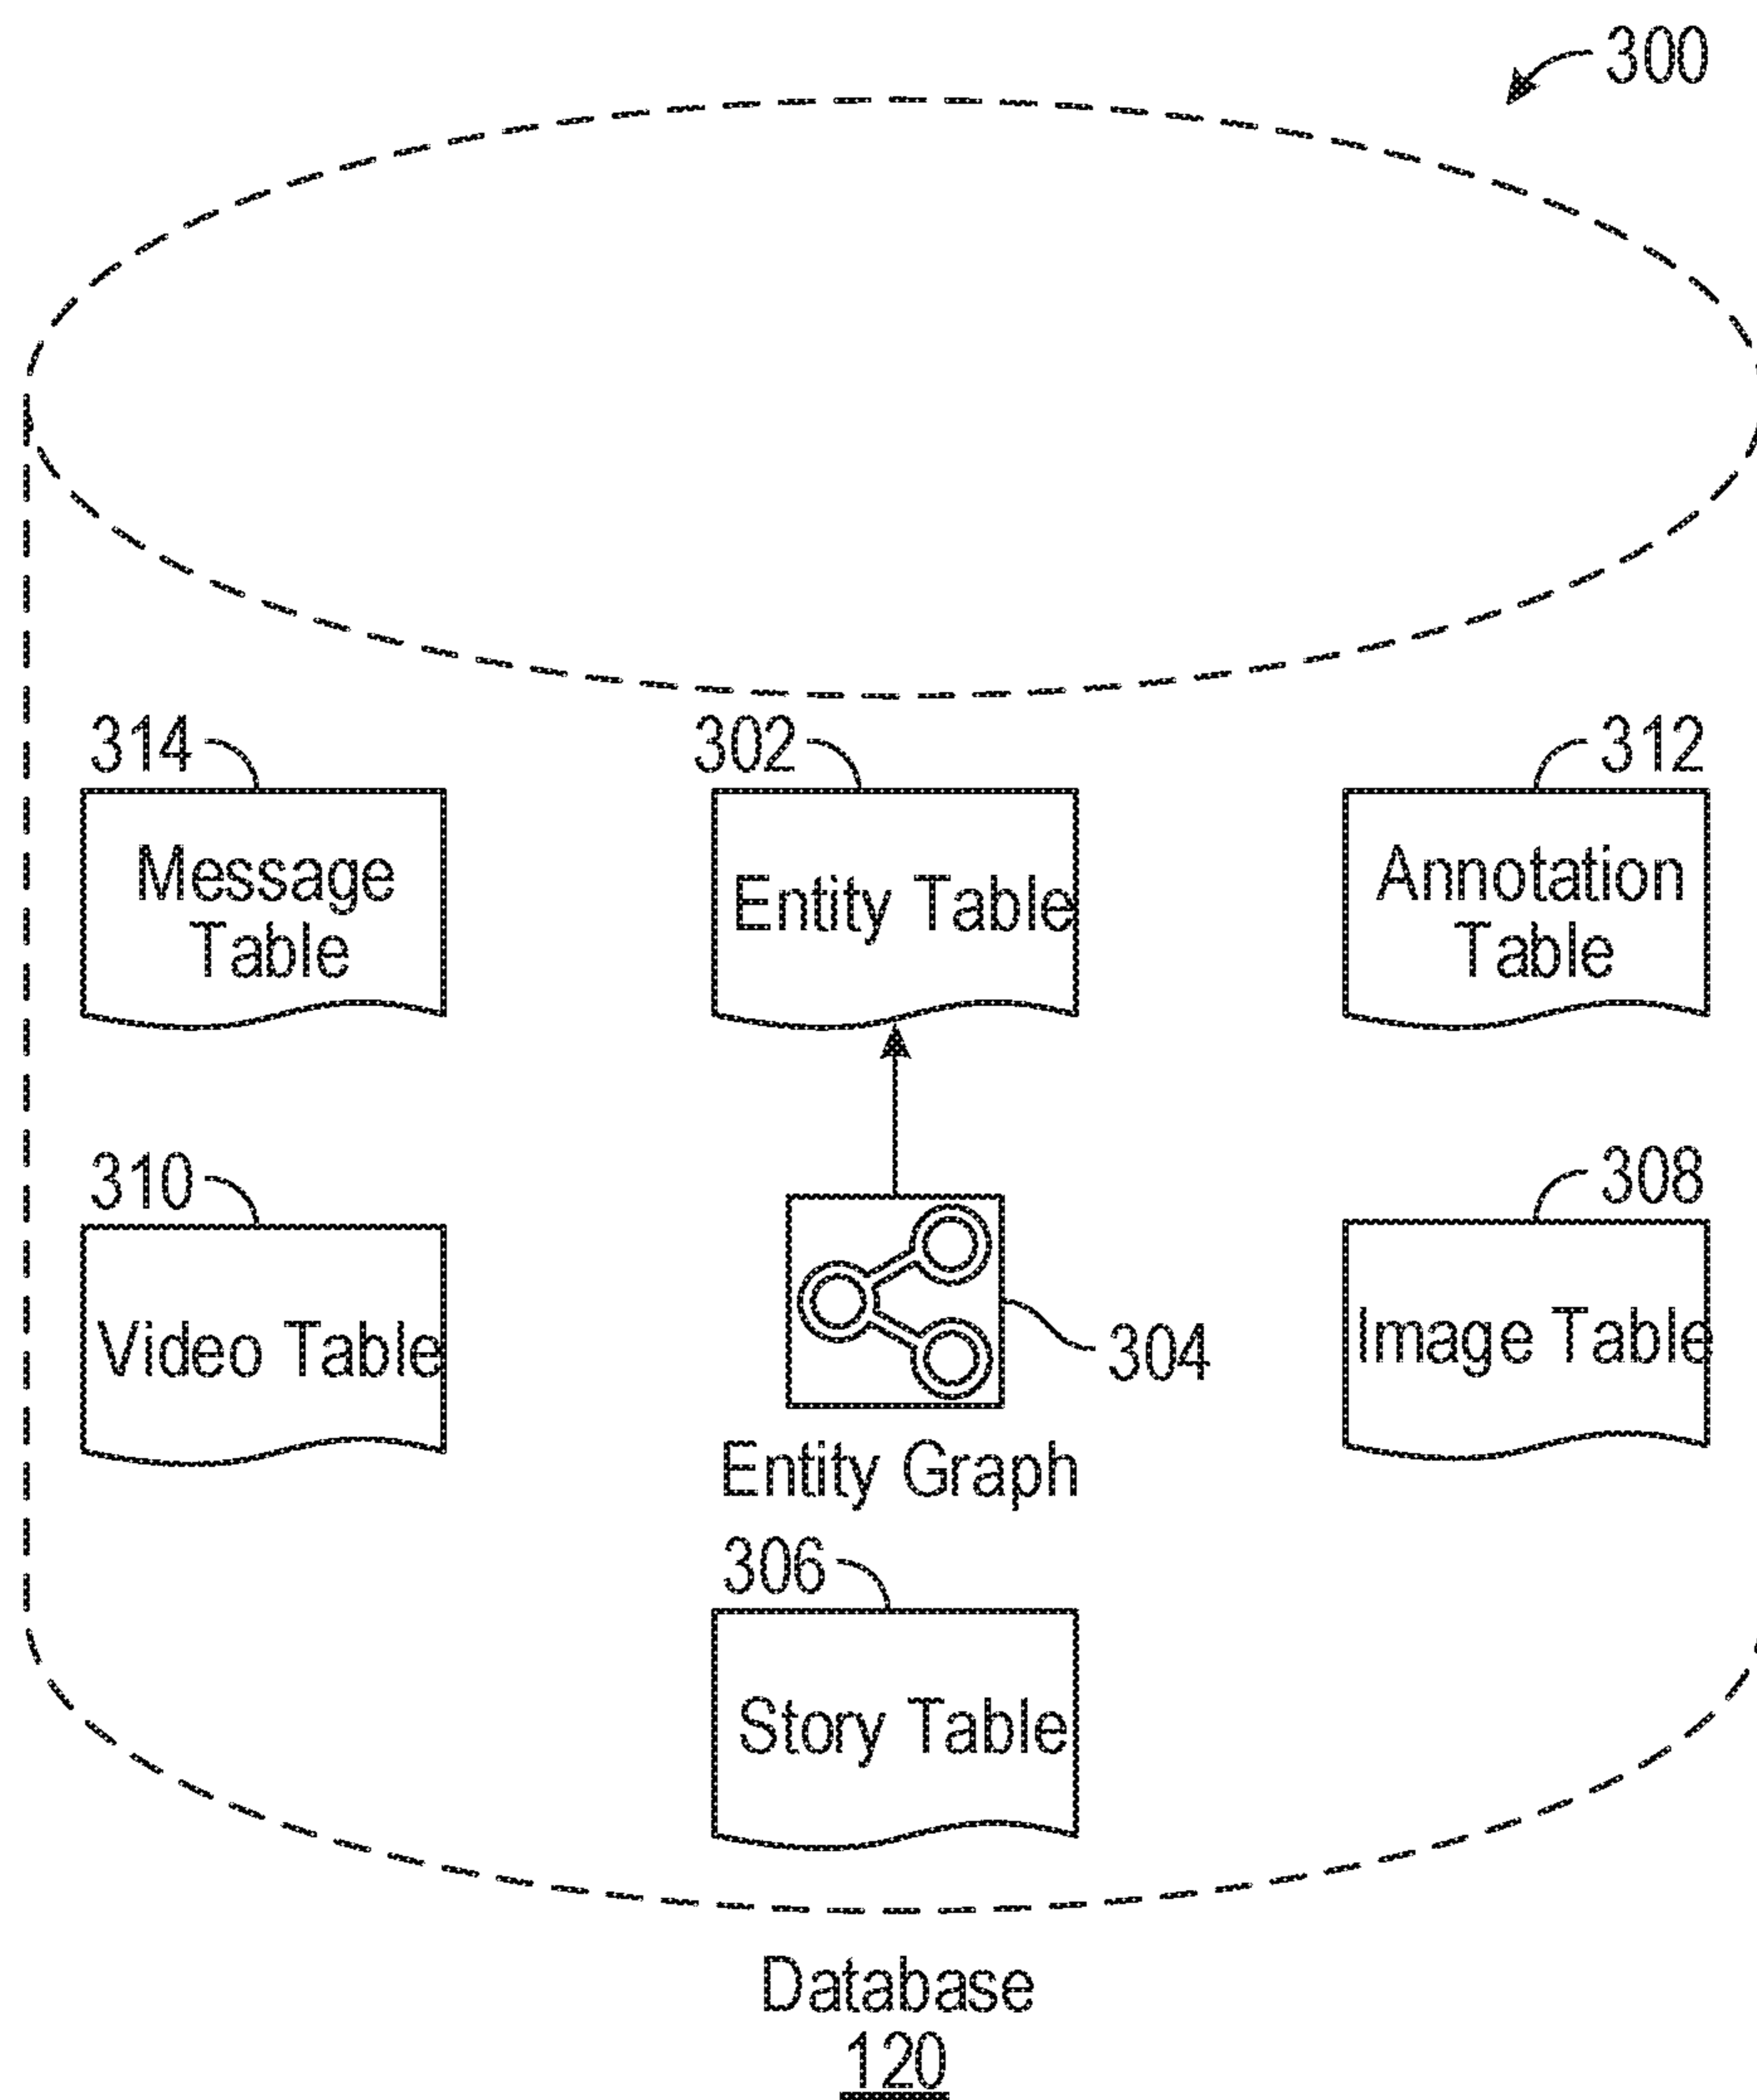 300
314
302
312
Message
Table
Entity Table
Annotation
Table
310
308
Video Table
304
Image Table
Entity Graph
306
Story Table
Database
120